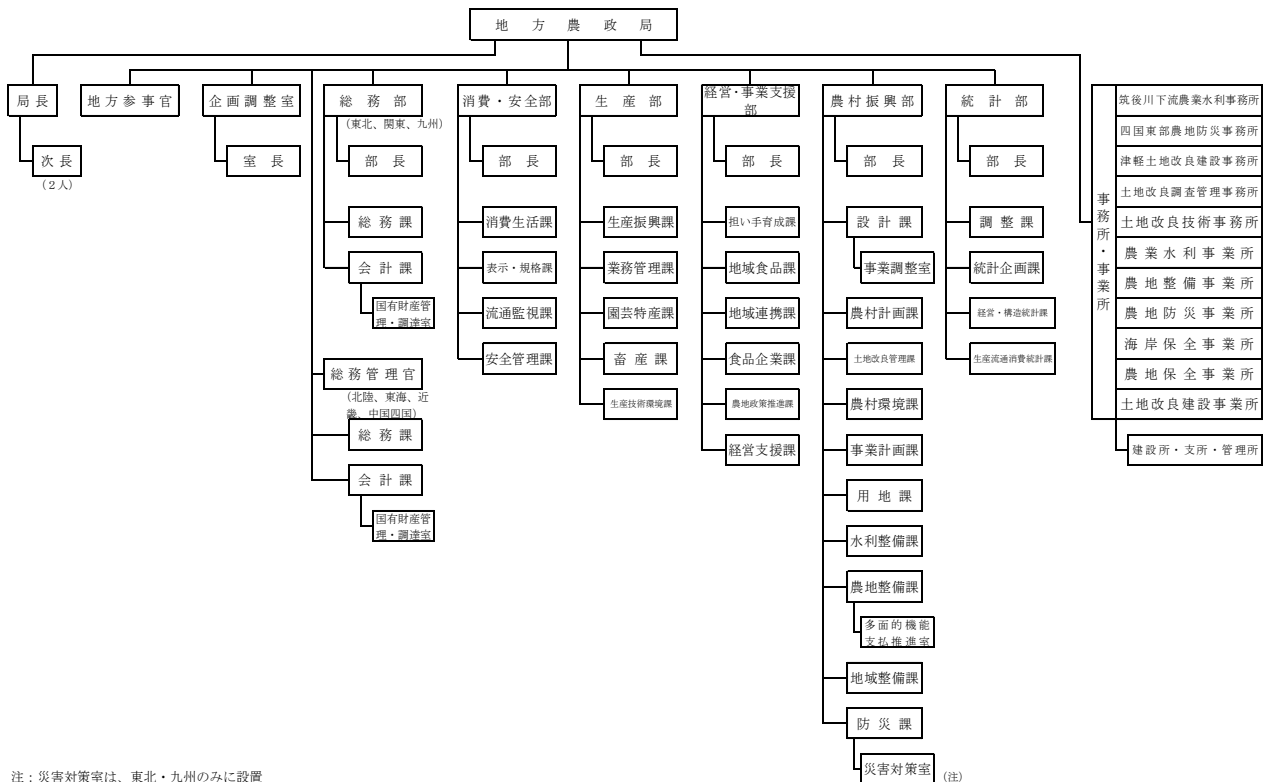 地方農政局
局長
次長
(2人)
地方参事官
企画調整室
室長
総務部
(東北、関東、九州)
部長
総務課
会計課
国有財産管
理・調達室
総務管理官
(北陸、東海、近
畿、中国四国)
総務課
会計課
国有財産管
理・調達室
消費・安全部
部長
消費生活課
表示・規格課
流通監視課
安全管理課
生産部
部長
生産振興課
業務管理課
園芸特産課
畜産課
生産技術環境課
経営・事業支援
部
部長
担い手育成課
地域食品課
地域連携課
食品企業課
農地政策推進課
経営支援課
農村振興部
部長
設計課
事業調整室
農村計画課
土地改良管理課
農村環境課
事業計画課
用地課
水利整備課
農地整備課
多面的機能
支払推進室
地域整備課
防災課
災害対策室
(注)
統計部
部長
調整課
統計企画課
経営・構造統計課
生産流通消費統計課
事務所・事業所
筑後川下流農業水利事務所
四国東部農地防災事務所
津軽土地改良建設事務所
土地改良調査管理事務所
土地改良技術事務所
農業水利事業所
農地整備事業所
農地防災事業所
海岸保全事業所
農地保全事業所
土地改良建設事業所
建設所・支所・管理所
注：災害対策室は、東北・九州のみに設置